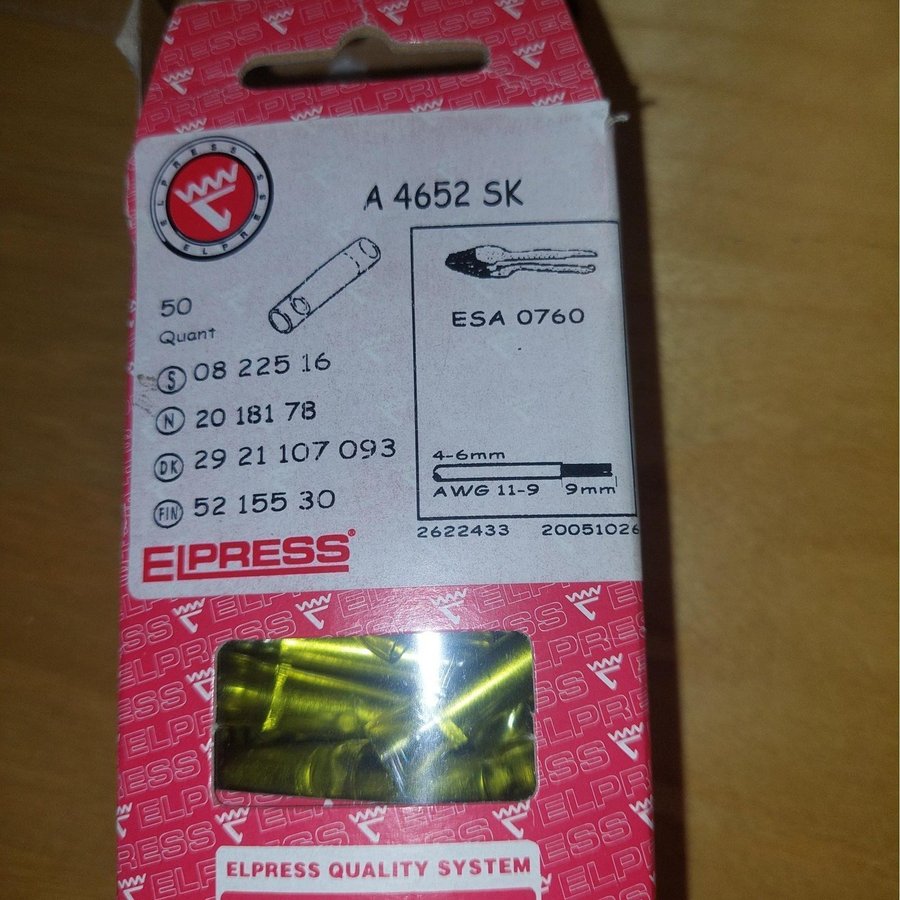 ELPRESS
A 4652 SK
50
Quant
S 08 225 16
N 20 181 78
DK 29 21 107 093
FIN 52 155 30
ESA 0760
4-6mm
AWG 11-9 9mm
2622433 20051026
ELPRESS®
ELPRESS QUALITY SYSTEM